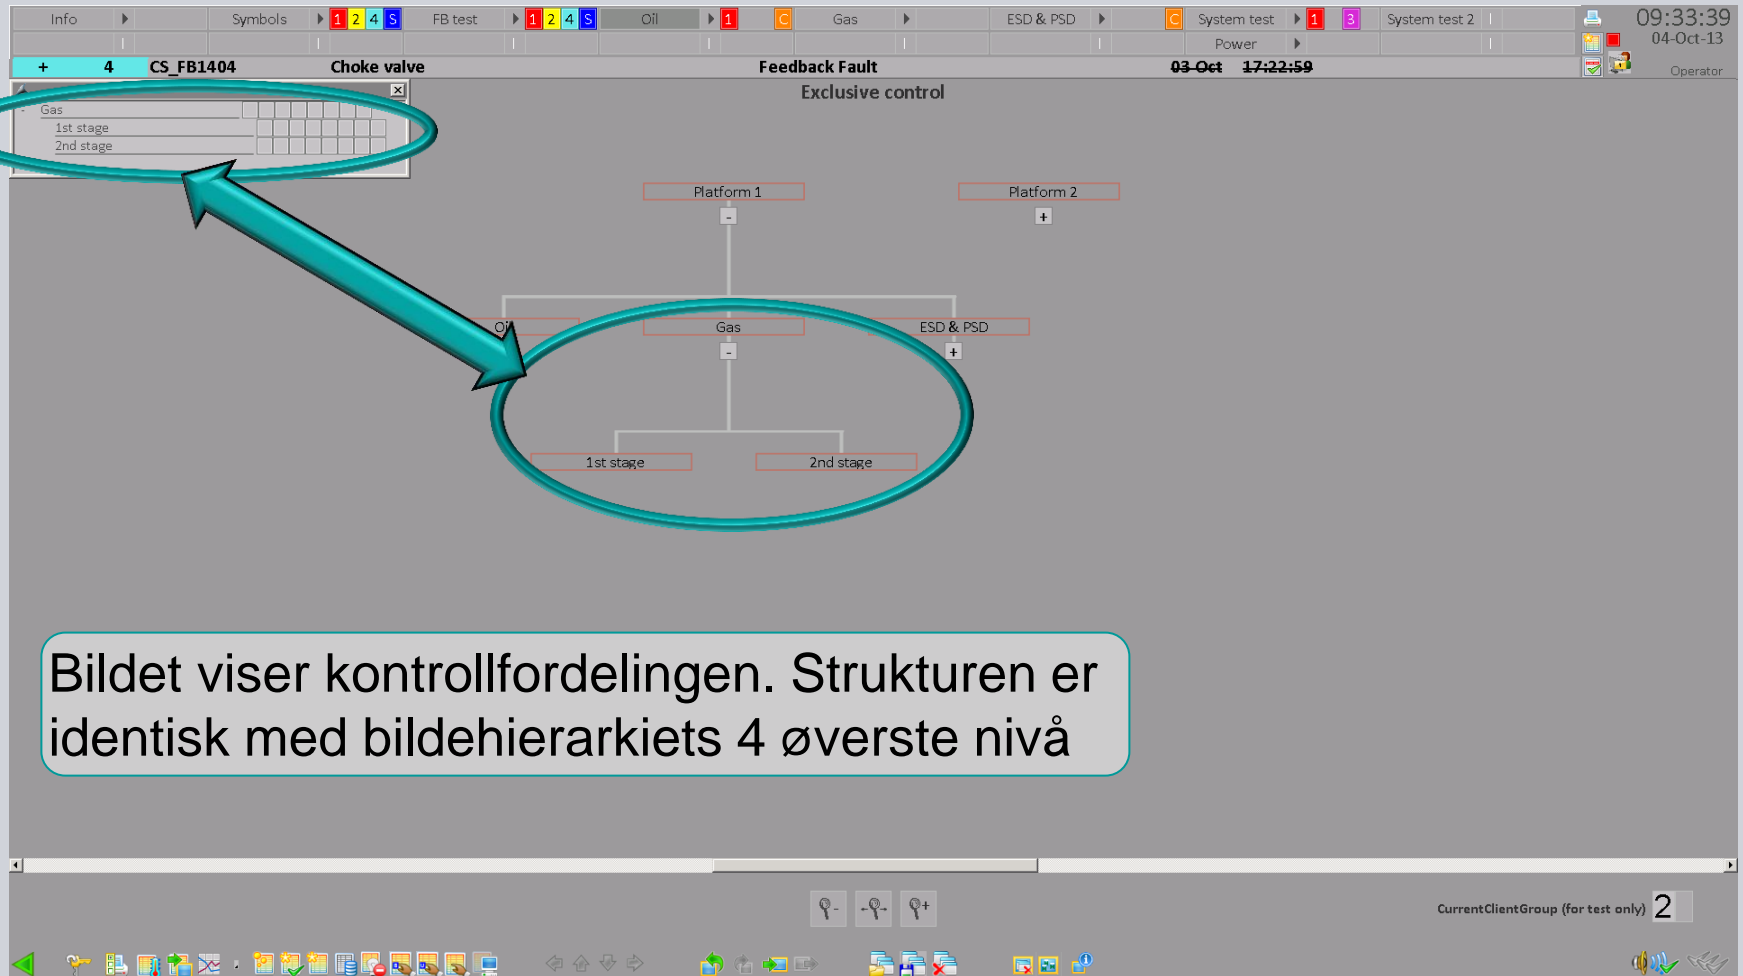 Info Symbols 1 2 4 S FB test 1 2 4 S Oil 1 C Gas ESD & PSD C System test 1 3 System test 2 09:33:39
Power 04-Oct-13
+ 4 CS_FB1404 Choke valve Feedback Fault 03 Oct 17:22:59 Operator
Exclusive control
- Gas
1st stage
2nd stage
Platform 1 Platform 2
- +
Oil Gas ESD & PSD
- +
1st stage 2nd stage
Bildet viser kontrollfordelingen. Strukturen er
identisk med bildehierarkiets 4 øverste nivå
CurrentClientGroup (for test only) 2